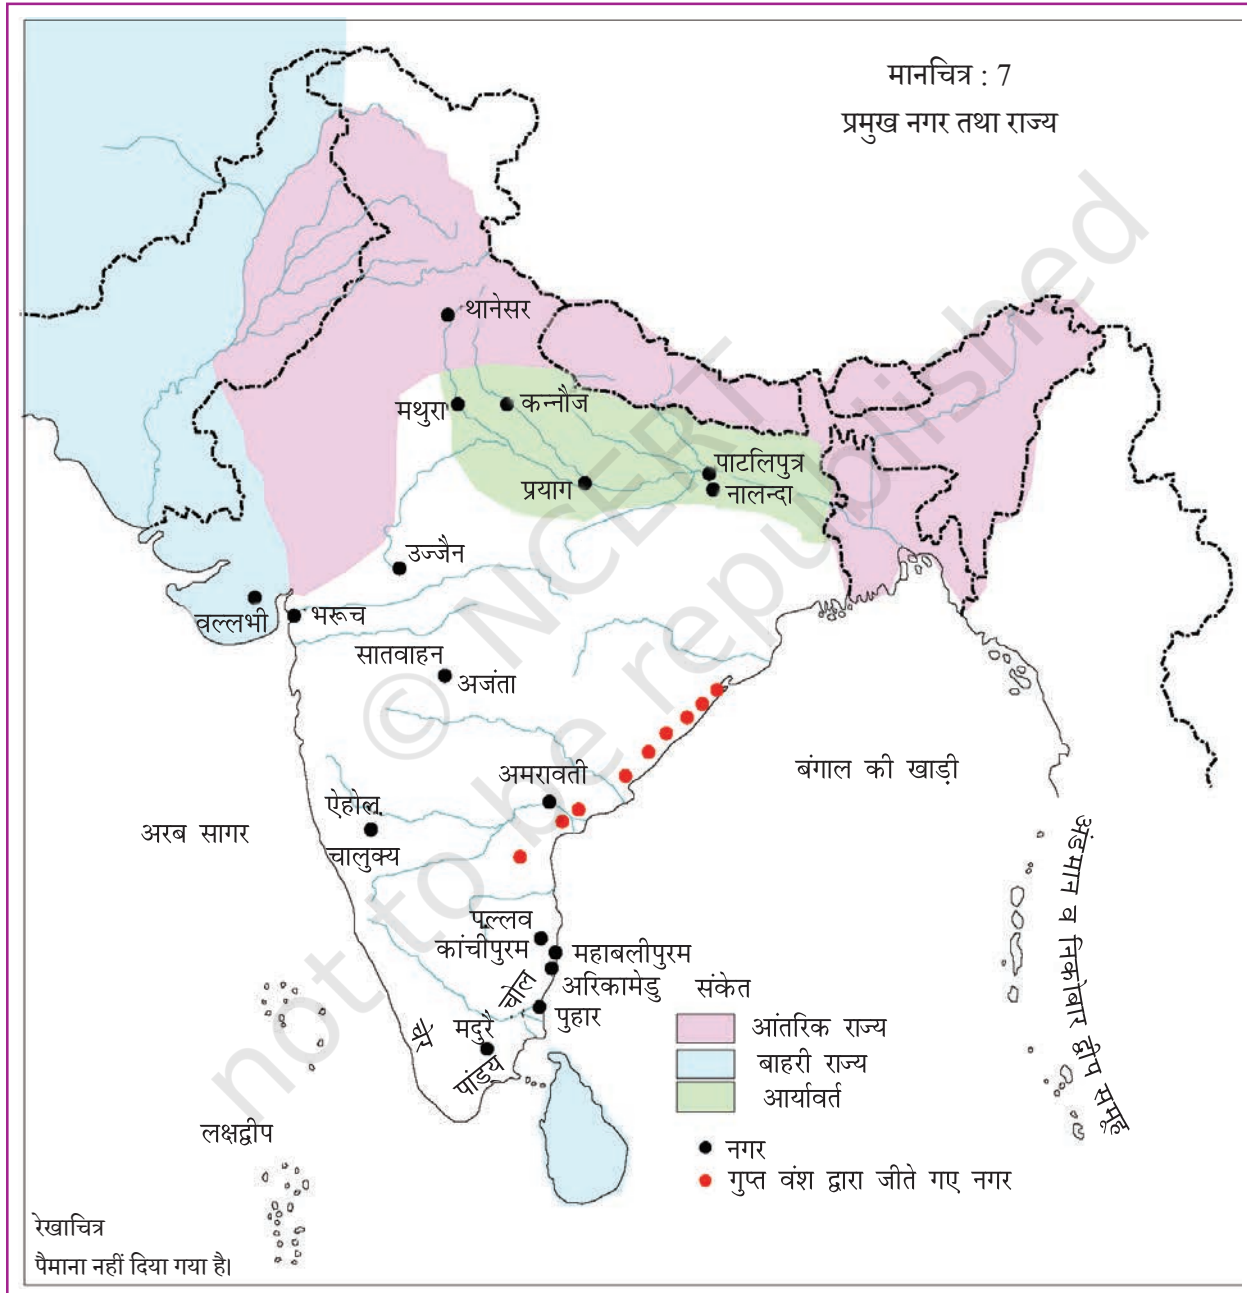 मानचित्र : 7
प्रमुख नगर तथा राज्य
थानेसर
मथुरा
कन्नौज
पाटलिपुत्र
प्रयाग
नालन्दा
उज्जैन
वल्लभी
भरूच
सातवाहन
अजंता
अमरावती
बंगाल की खाड़ी
ऐहोल
अरब सागर
चालुक्य
अंडमान व निकोबार द्वीप समूह
पल्लव
कांचीपुरम
महाबलीपुरम
चोल
अरिकामेडु
पुहार
चेर
मदुरै
पांड्य
लक्षद्वीप
संकेत
आंतरिक राज्य
बाहरी राज्य
आर्यावर्त
नगर
गुप्त वंश द्वारा जीते गए नगर
रेखाचित्र
पैमाना नहीं दिया गया है।
© NCERT
not to be republished